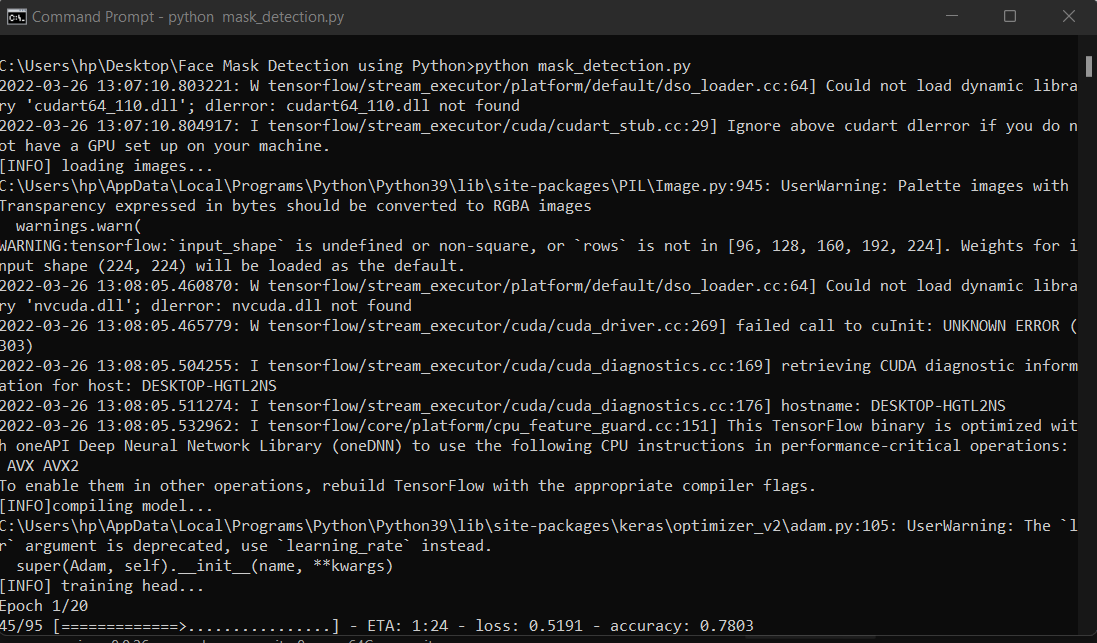 Command Prompt - python  mask_detection.py
C:\Users\hp\Desktop\Face Mask Detection using Python>python mask_detection.py
2022-03-26 13:07:10.803221: W tensorflow/stream_executor/platform/default/dso_loader.cc:64] Could not load dynamic libra
ry 'cudart64_110.dll'; dlerror: cudart64_110.dll not found
2022-03-26 13:07:10.804917: I tensorflow/stream_executor/cuda/cudart_stub.cc:29] Ignore above cudart dlerror if you do n
ot have a GPU set up on your machine.
[INFO] loading images...
C:\Users\hp\AppData\Local\Programs\Python\Python39\lib\site-packages\PIL\Image.py:945: UserWarning: Palette images with
Transparency expressed in bytes should be converted to RGBA images
  warnings.warn(
WARNING:tensorflow:`input_shape` is undefined or non-square, or `rows` is not in [96, 128, 160, 192, 224]. Weights for i
nput shape (224, 224) will be loaded as the default.
2022-03-26 13:08:05.460870: W tensorflow/stream_executor/platform/default/dso_loader.cc:64] Could not load dynamic libra
ry 'nvcuda.dll'; dlerror: nvcuda.dll not found
2022-03-26 13:08:05.465779: W tensorflow/stream_executor/cuda/cuda_driver.cc:269] failed call to cuInit: UNKNOWN ERROR (
303)
2022-03-26 13:08:05.504255: I tensorflow/stream_executor/cuda/cuda_diagnostics.cc:169] retrieving CUDA diagnostic inform
ation for host: DESKTOP-HGTL2NS
2022-03-26 13:08:05.511274: I tensorflow/stream_executor/cuda/cuda_diagnostics.cc:176] hostname: DESKTOP-HGTL2NS
2022-03-26 13:08:05.532962: I tensorflow/core/platform/cpu_feature_guard.cc:151] This TensorFlow binary is optimized wit
h oneAPI Deep Neural Network Library (oneDNN) to use the following CPU instructions in performance-critical operations:
 AVX AVX2
To enable them in other operations, rebuild TensorFlow with the appropriate compiler flags.
[INFO]compiling model...
C:\Users\hp\AppData\Local\Programs\Python\Python39\lib\site-packages\keras\optimizer_v2\adam.py:105: UserWarning: The `l
r` argument is deprecated, use `learning_rate` instead.
  super(Adam, self).__init__(name, **kwargs)
[INFO] training head...
Epoch 1/20
45/95 [=============>................] - ETA: 1:24 - loss: 0.5191 - accuracy: 0.7803